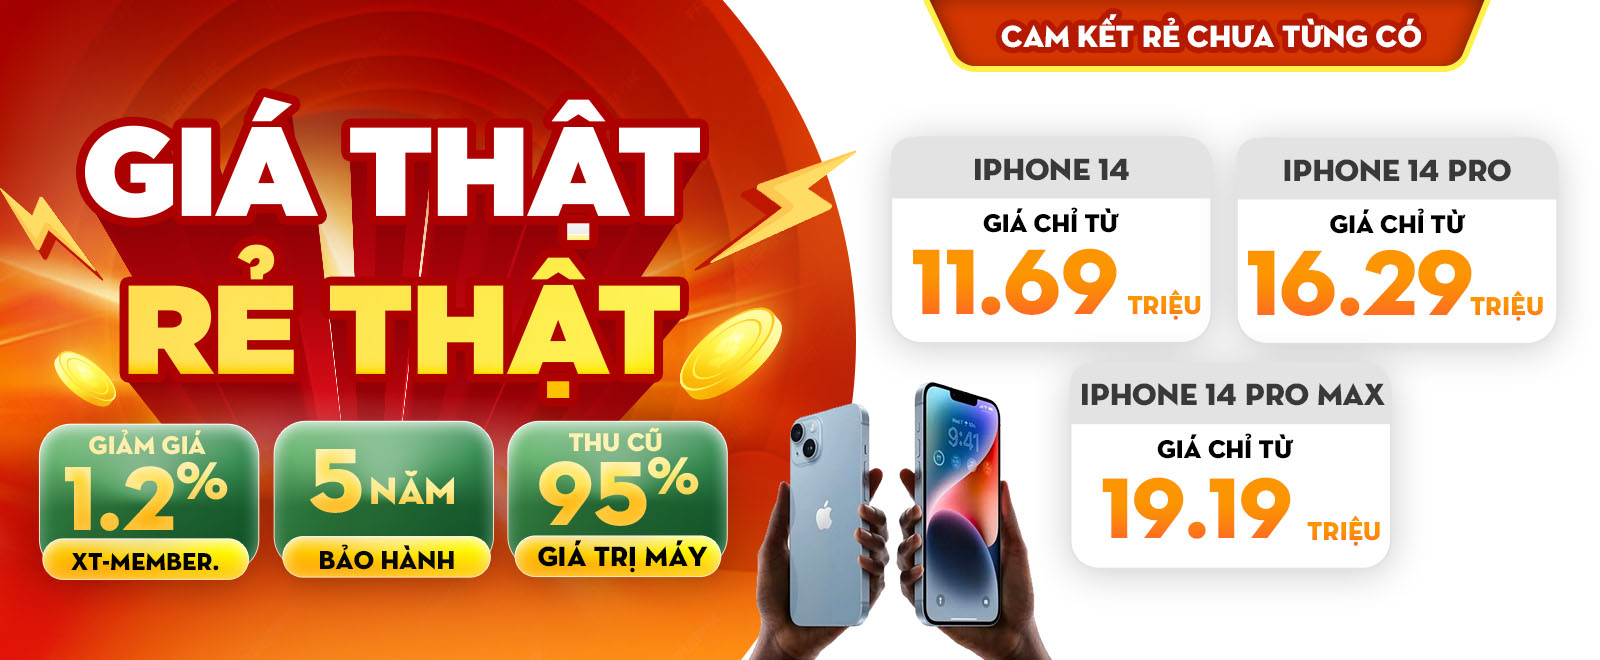 CAM KẾT RẺ CHƯA TỪNG CÓ
GIÁ THẬT
RẺ THẬT
GIẢM GIÁ
1.2%
XT-MEMBER.
5 NĂM
BẢO HÀNH
THU CŨ
95%
GIÁ TRỊ MÁY
IPHONE 14
GIÁ CHỈ TỪ
11.69 TRIỆU
IPHONE 14 PRO
GIÁ CHỈ TỪ
16.29 TRIỆU
IPHONE 14 PRO MAX
GIÁ CHỈ TỪ
19.19 TRIỆU
9:41